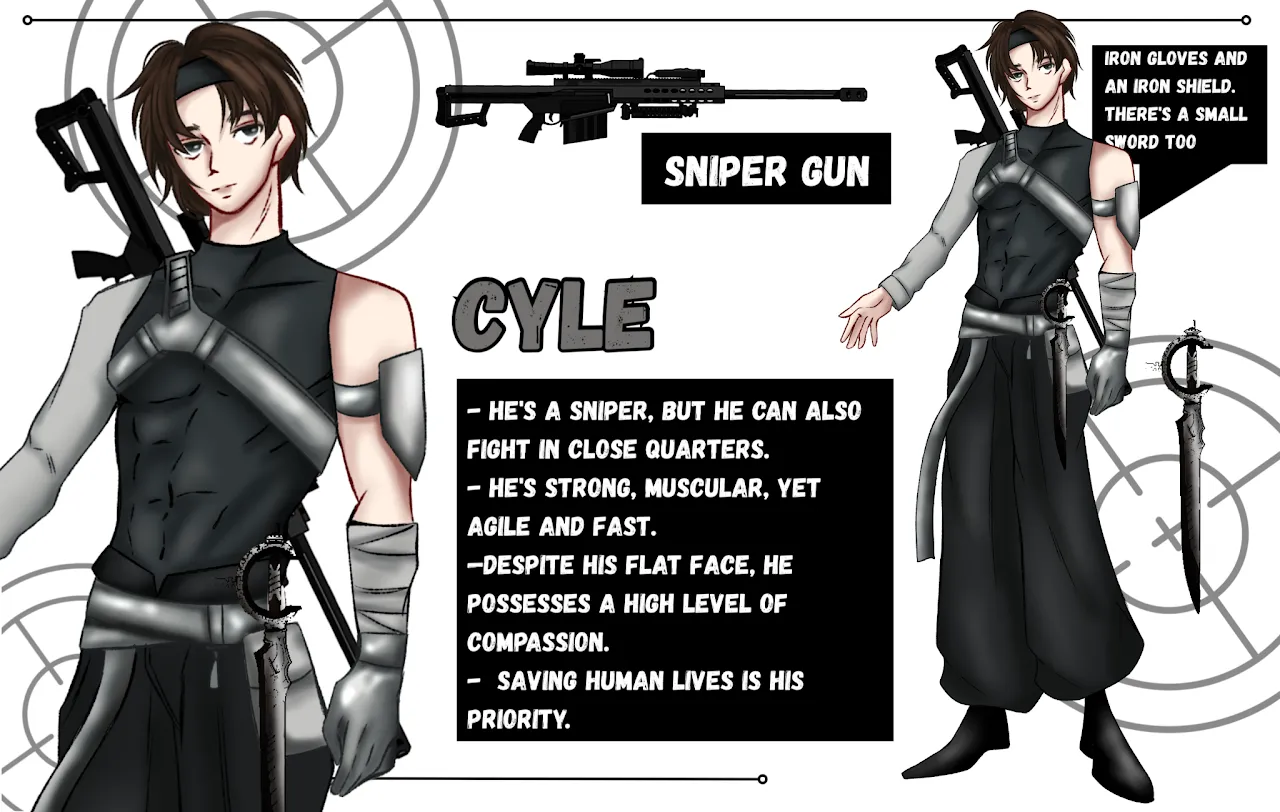 IRON GLOVES AND
AN IRON SHIELD.
THERE'S A SMALL
SWORD TOO
SNIPER GUN
CYLE
- HE'S A SNIPER, BUT HE CAN ALSO
FIGHT IN CLOSE QUARTERS.
- HE'S STRONG, MUSCULAR, YET
AGILE AND FAST.
-DESPITE HIS FLAT FACE, HE
POSSESSES A HIGH LEVEL OF
COMPASSION.
- SAVING HUMAN LIVES IS HIS
PRIORITY.